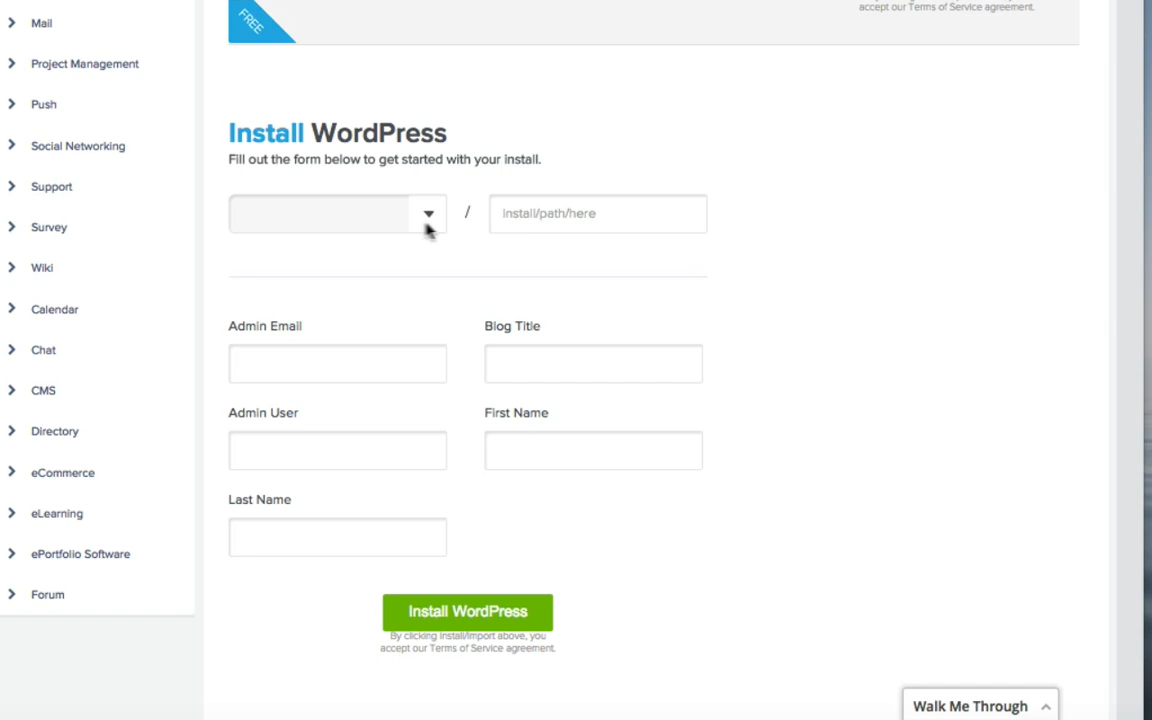 Mail
Project Management
Push
Social Networking
Support
Survey
Wiki
Calendar
Chat
CMS
Directory
eCommerce
eLearning
ePortfolio Software
Forum
FREE
accept our Terms of Service agreement.
Install WordPress
Fill out the form below to get started with your install.
/ install/path/here
Admin Email Blog Title
Admin User First Name
Last Name
Install WordPress
By clicking install/import above, you
accept our Terms of Service agreement.
Walk Me Through